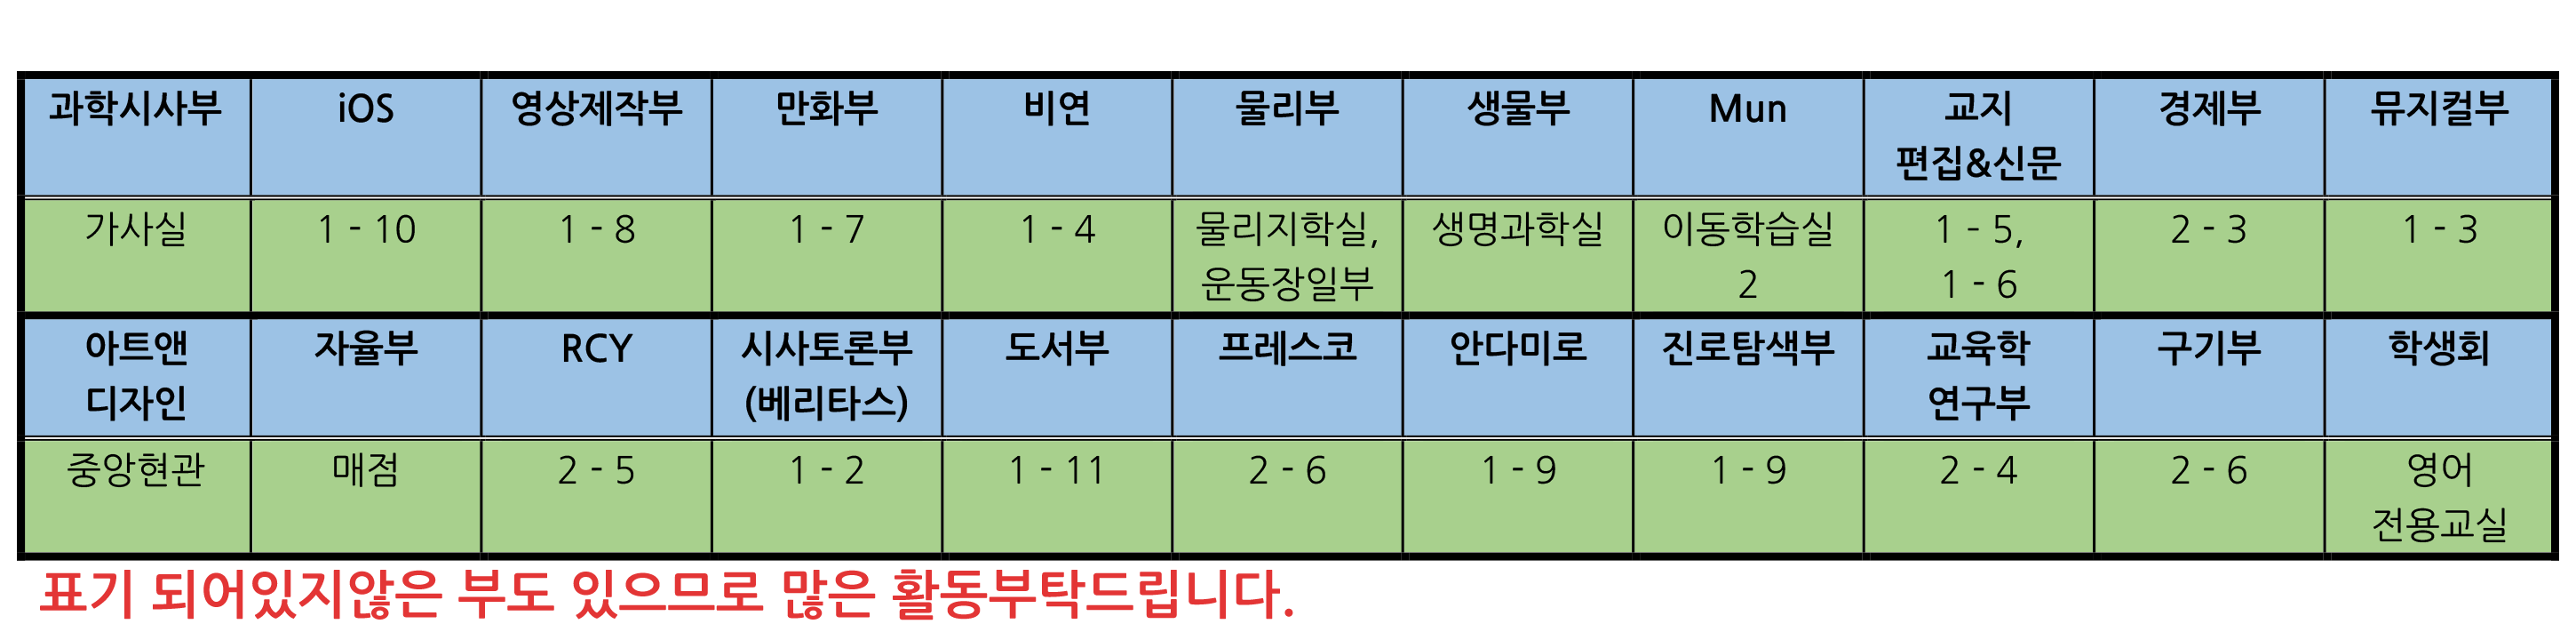 과학시사부 iOS 영상제작부 만화부 비연 물리부 생물부 Mun 교지 경제부 뮤지컬부
편집&신문
가사실 1 - 10 1 - 8 1 - 7 1 - 4 물리지학실, 생명과학실 이동학습실 1 - 5, 2 - 3 1 - 3
운동장일부 2 1 - 6
아트앤 자율부 RCY 시사토론부 도서부 프레스코 안다미로 진로탐색부 교육학 구기부 학생회
디자인 (베리타스) 연구부
중앙현관 매점 2 - 5 1 - 2 1 - 11 2 - 6 1 - 9 1 - 9 2 - 4 2 - 6 영어
전용교실
표기 되어있지않은 부도 있으므로 많은 활동부탁드립니다.